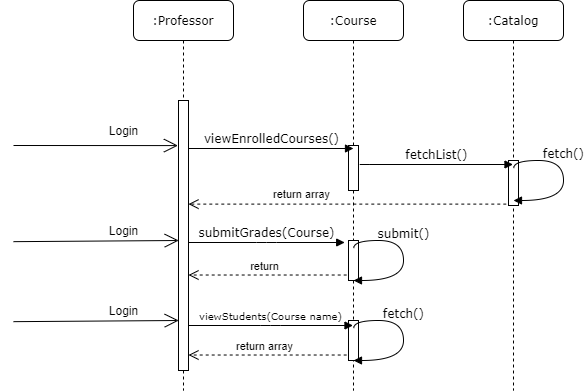 :Professor
:Course
:Catalog
Login
viewEnrolledCourses()
fetchList()
fetch()
return array
Login
submitGrades(Course)
submit()
return
Login
viewStudents(Course name)
fetch()
return array